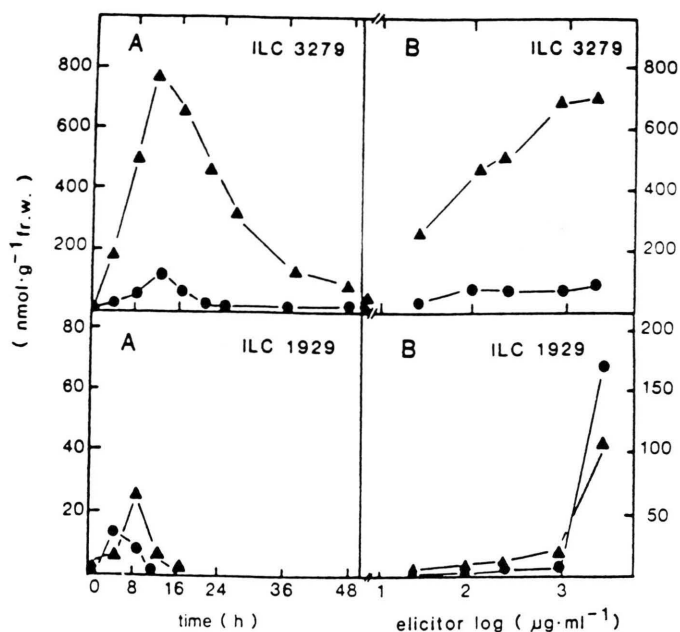 A
ILC 3279
B
ILC 3279
800
600
400
200
800
600
400
200
( nmol·g⁻¹fr.w. )
A
ILC 1929
B
ILC 1929
80
60
40
20
200
150
100
50
0
8
16
24
36
48
1
2
3
time (h)
elicitor log ( µg·ml⁻¹)